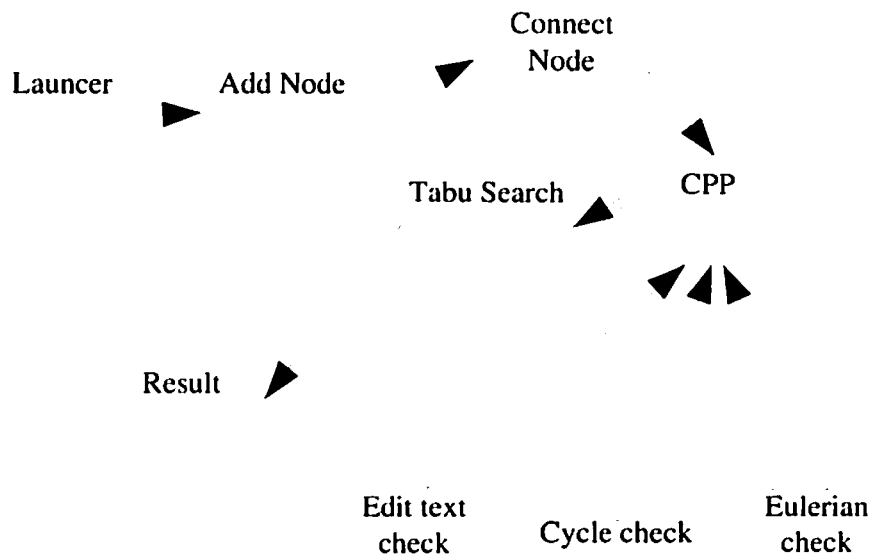 Connect
Node
Launcer
Add Node
Tabu Search
CPP
Result
Edit text
check
Cycle check
Eulerian
check